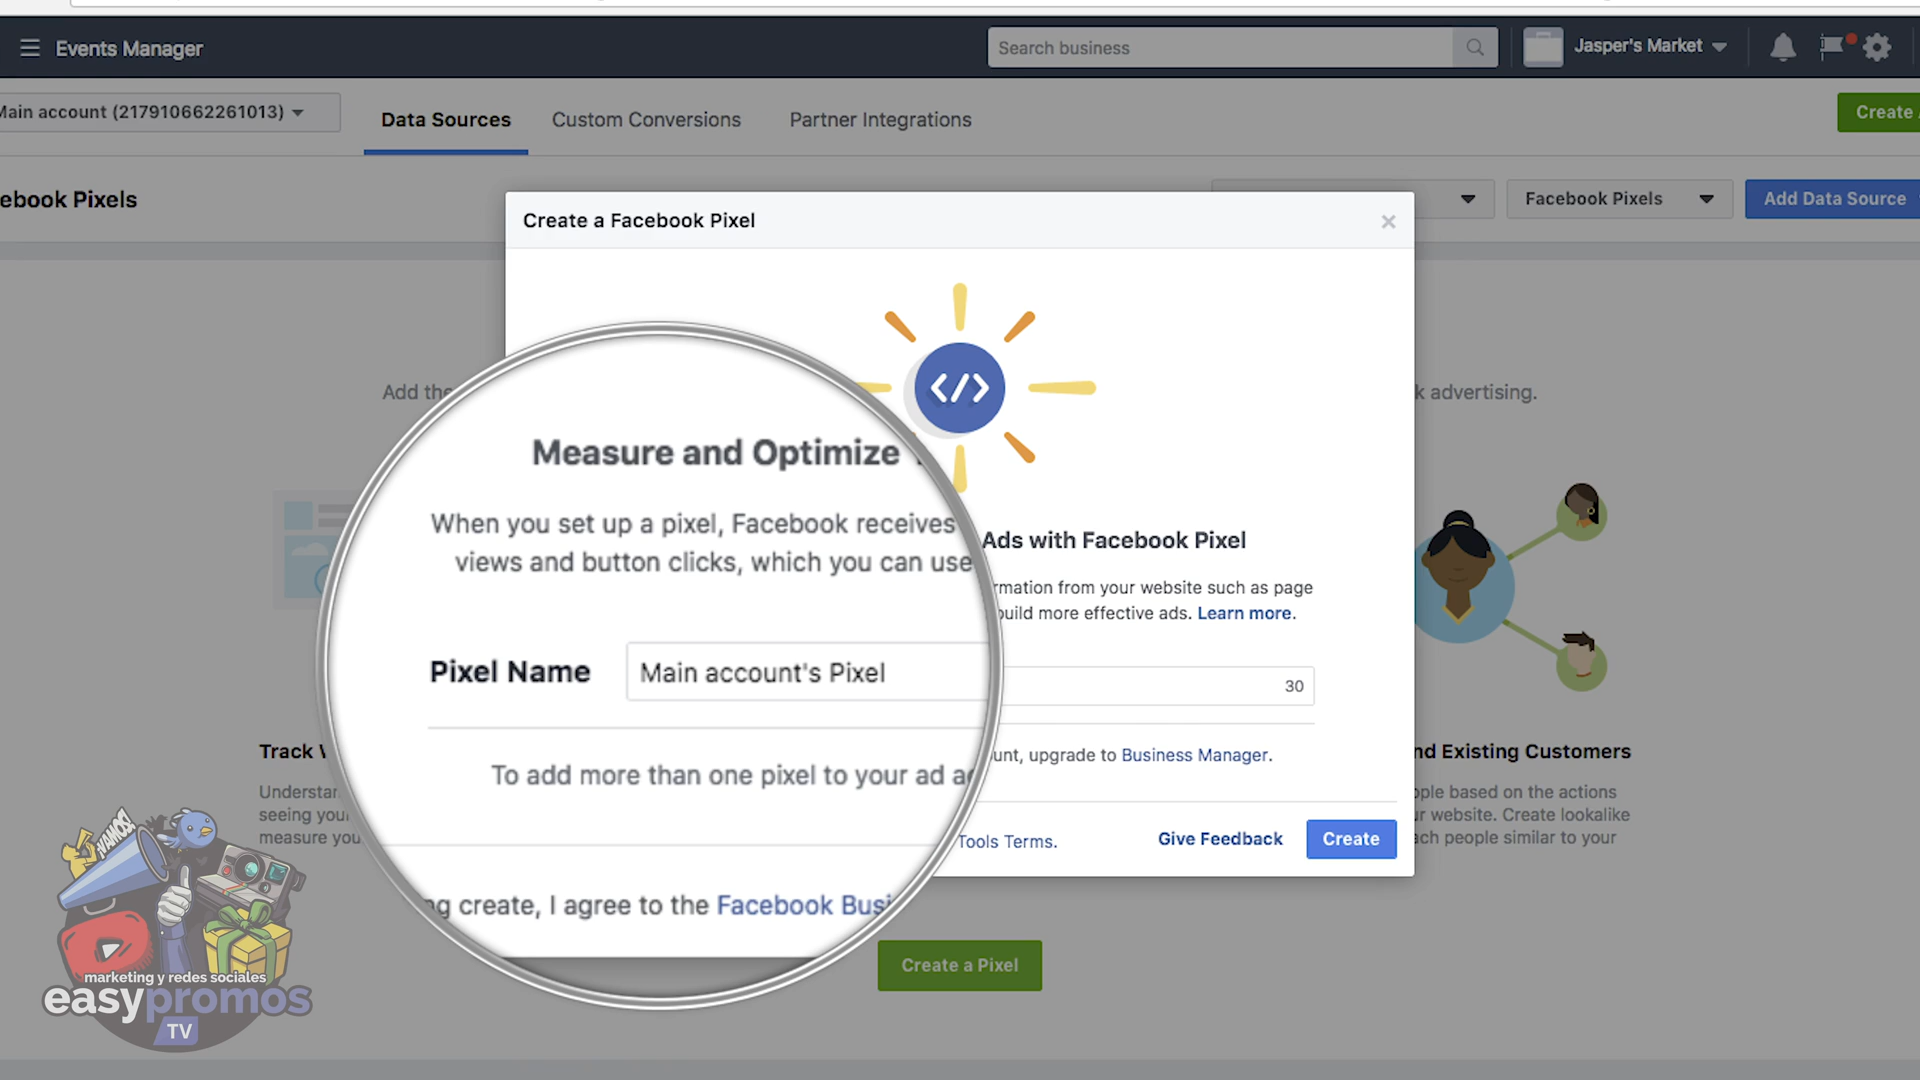 Events Manager
Search business
Jasper's Market
Main account (217910662261013)
Data Sources
Custom Conversions
Partner Integrations
Create
ebook Pixels
Facebook Pixels
Add Data Source
Create a Facebook Pixel
Add the
k advertising.
Measure and Optimize
Ads with Facebook Pixel
When you set up a pixel, Facebook receives
rmation from your website such as page
views and button clicks, which you can use
build more effective ads. Learn more.
Pixel Name
Main account's Pixel
30
To add more than one pixel to your ad ac
unt, upgrade to Business Manager.
Track
nd Existing Customers
Understan
seeing your
measure you
ople based on the actions
ur website. Create lookalike
ach people similar to your
ng create, I agree to the Facebook Busi
Tools Terms.
Give Feedback
Create
Create a Pixel
¡VAMOS!
marketing y redes sociales
easypromos
TV